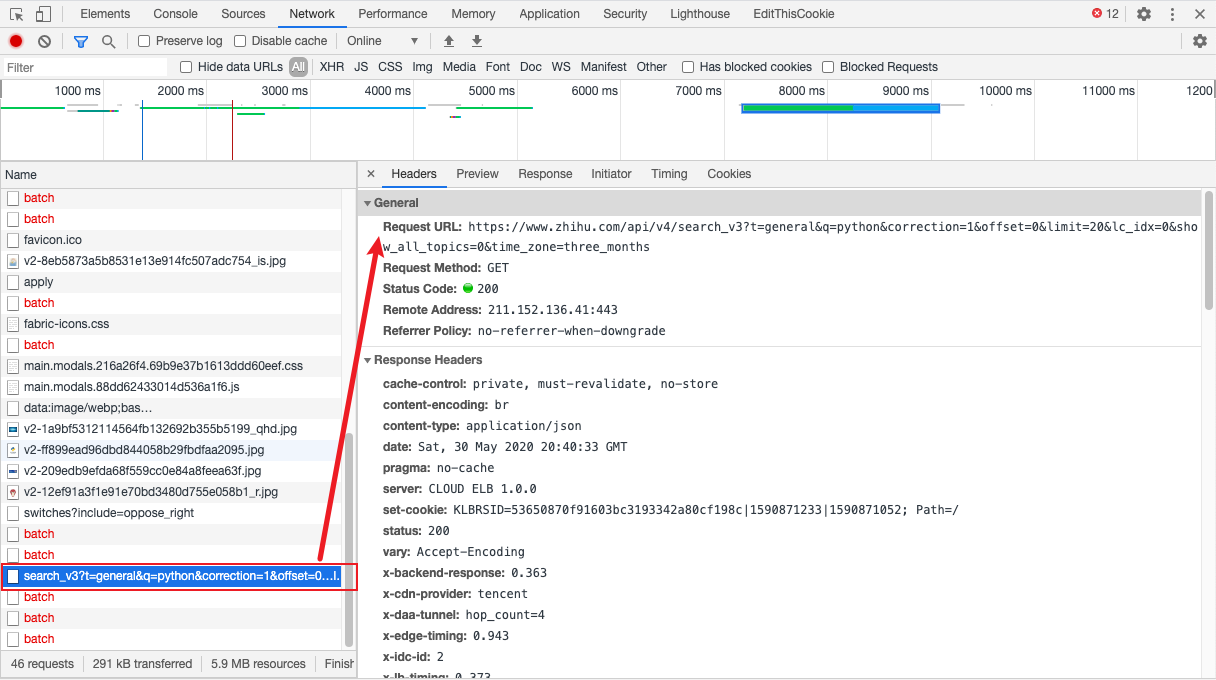 Elements Console Sources Network Performance Memory Application Security Lighthouse EditThisCookie 12
Preserve log Disable cache Online
Filter Hide data URLs All XHR JS CSS Img Media Font Doc WS Manifest Other Has blocked cookies Blocked Requests
1000 ms 2000 ms 3000 ms 4000 ms 5000 ms 6000 ms 7000 ms 8000 ms 9000 ms 10000 ms 11000 ms 1200
Name
batch
batch
favicon.ico
v2-8eb5873a5b8531e13e914fc507adc754_is.jpg
apply
batch
fabric-icons.css
batch
main.modals.216a26f4.69b9e37b1613ddd60eef.css
main.modals.88dd62433014d536a1f6.js
data:image/webp;bas…
v2-1a9bf5312114564fb132692b355b5199_qhd.jpg
v2-ff899ead96dbd844058b29fbdfaa2095.jpg
v2-209edb9efda68f559cc0e84a8feea63f.jpg
v2-12ef91a3f1e91e70bd3480d755e058b1_r.jpg
switches?include=oppose_right
batch
batch
search_v3?t=general&q=python&correction=1&offset=0…l.
batch
batch
batch
46 requests 291 kB transferred 5.9 MB resources Finish
Headers Preview Response Initiator Timing Cookies
General
Request URL: https://www.zhihu.com/api/v4/search_v3?t=general&q=python&correction=1&offset=0&limit=20&lc_idx=0&sho
w_all_topics=0&time_zone=three_months
Request Method: GET
Status Code: 200
Remote Address: 211.152.136.41:443
Referrer Policy: no-referrer-when-downgrade
Response Headers
cache-control: private, must-revalidate, no-store
content-encoding: br
content-type: application/json
date: Sat, 30 May 2020 20:40:33 GMT
pragma: no-cache
server: CLOUD ELB 1.0.0
set-cookie: KLBRSID=53650870f91603bc3193342a80cf198c|1590871233|1590871052; Path=/
status: 200
vary: Accept-Encoding
x-backend-response: 0.363
x-cdn-provider: tencent
x-daa-tunnel: hop_count=4
x-edge-timing: 0.943
x-idc-id: 2
x-lb-timing: 0.373